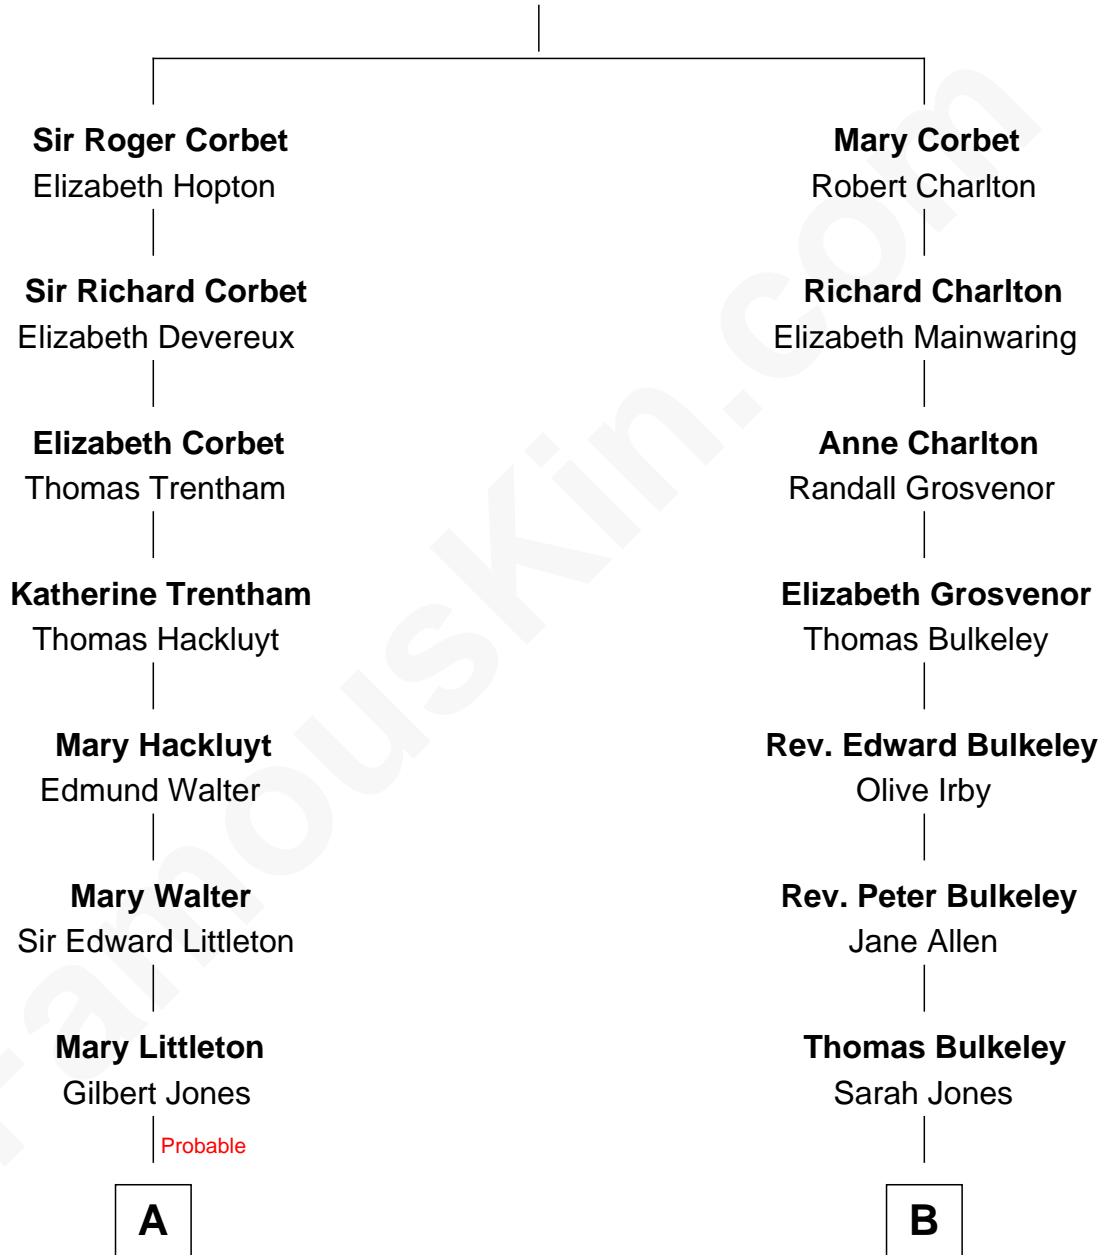 Sir Roger Corbet
Elizabeth Hopton
Sir Richard Corbet
Elizabeth Devereux
Elizabeth Corbet
Thomas Trentham
Katherine Trentham
Thomas Hackluyt
Mary Hackluyt
Edmund Walter
Mary Walter
Sir Edward Littleton
Mary Littleton
Gilbert Jones
Probable
A
Mary Corbet
Robert Charlton
Richard Charlton
Elizabeth Mainwaring
Anne Charlton
Randall Grosvenor
Elizabeth Grosvenor
Thomas Bulkeley
Rev. Edward Bulkeley
Olive Irby
Rev. Peter Bulkeley
Jane Allen
Thomas Bulkeley
Sarah Jones
B
FamousKin.com